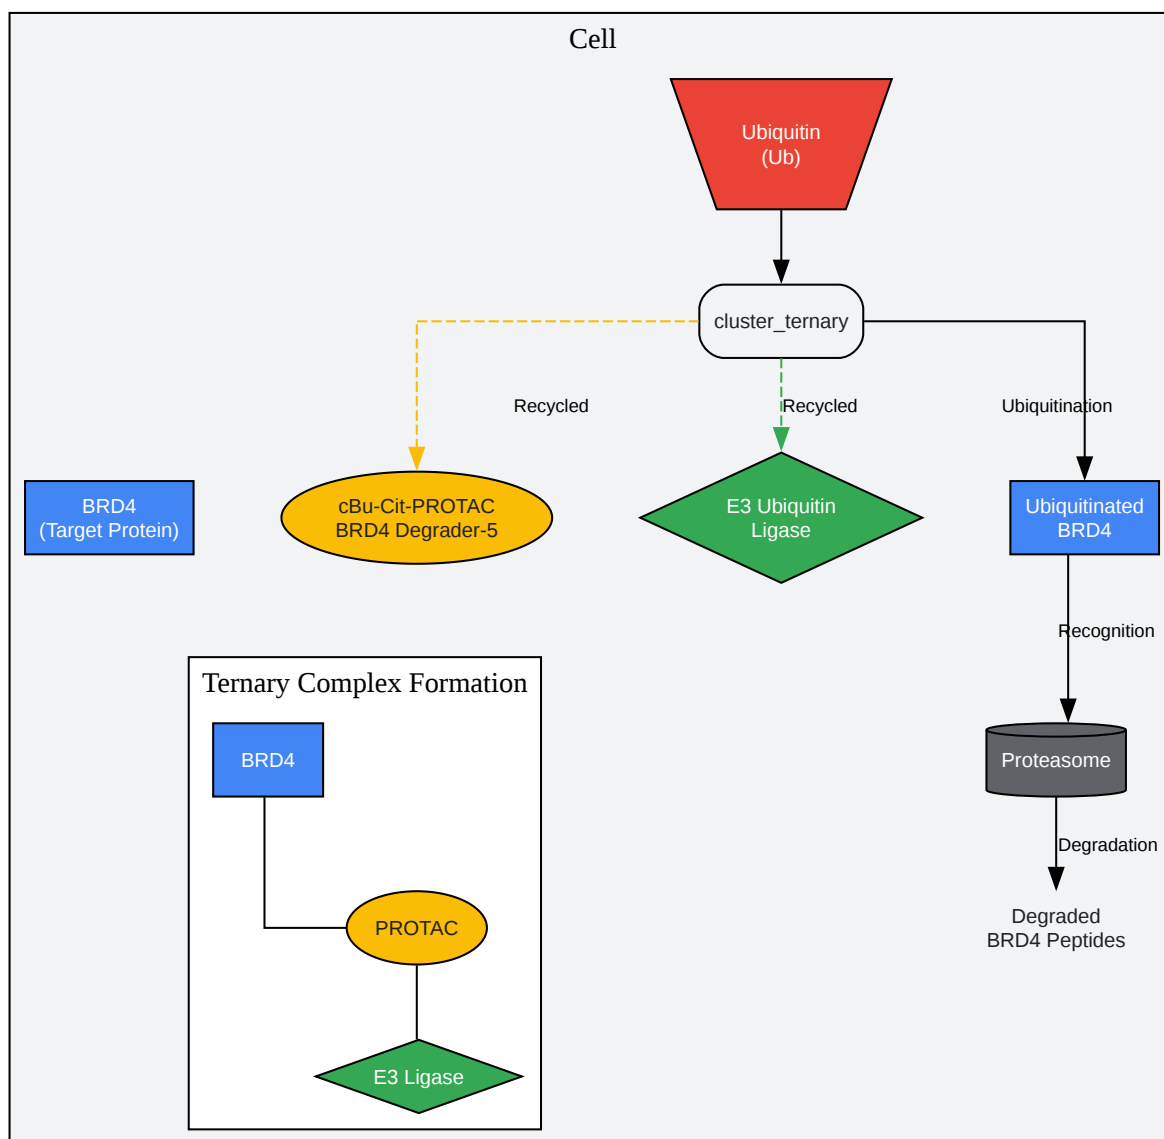 Cell
Ubiquitin
(Ub)
cluster_ternary
Recycled
Recycled
Ubiquitination
BRD4
(Target Protein)
cBu-Cit-PROTAC
BRD4 Degrader-5
E3 Ubiquitin
Ligase
Ubiquitinated
BRD4
Recognition
Ternary Complex Formation
BRD4
Proteasome
Degradation
PROTAC
Degraded
BRD4 Peptides
E3 Ligase